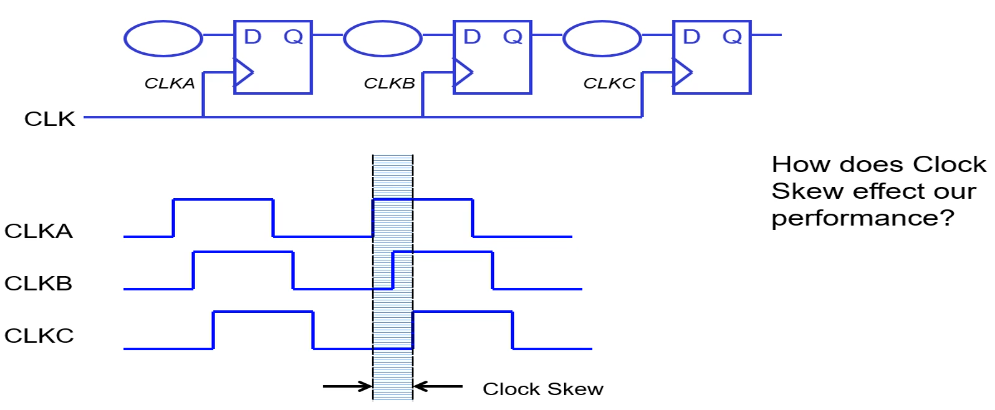 D Q D Q D Q
CLKA CLKB CLKC
CLK
How does Clock
Skew effect our
performance?
CLKA
CLKB
CLKC
Clock Skew